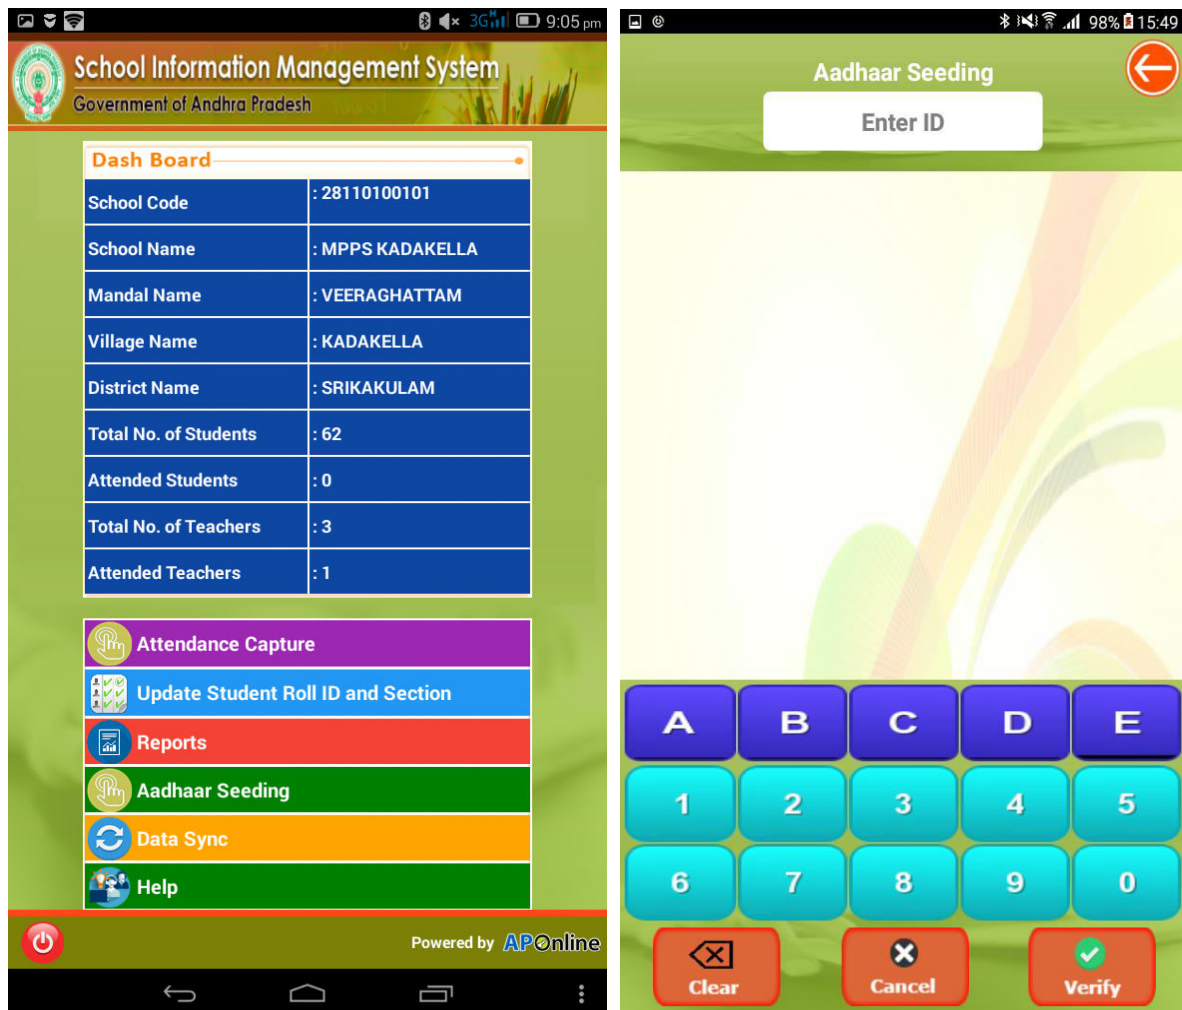 3G H 9:05 pm
School Information Management System
Government of Andhra Pradesh
Dash Board
School Code : 28110100101
School Name : MPPS KADAKELLA
Mandal Name : VEERAGHATTAM
Village Name : KADAKELLA
District Name : SRIKAKULAM
Total No. of Students : 62
Attended Students : 0
Total No. of Teachers : 3
Attended Teachers : 1
Attendance Capture
Update Student Roll ID and Section
Reports
Aadhaar Seeding
Data Sync
Help
Powered by APOnline
98% 15:49
Aadhaar Seeding
Enter ID
A B C D E
1 2 3 4 5
6 7 8 9 0
Clear Cancel Verify